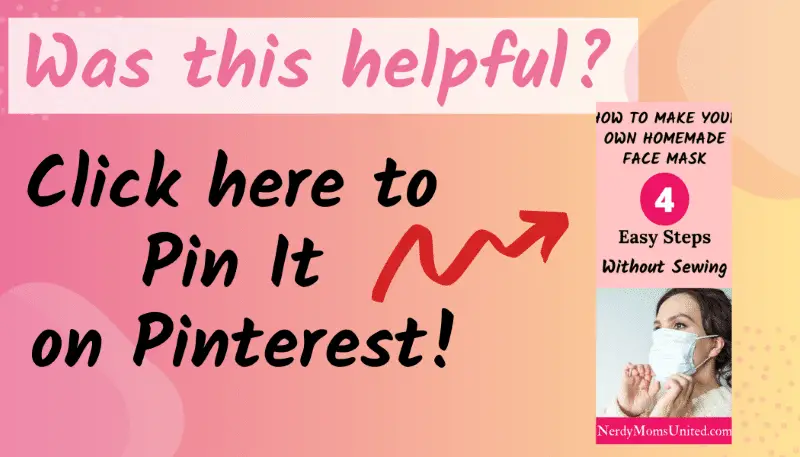 Was this helpful?
Click here to
Pin It
on Pinterest!
HOW TO MAKE YOUR
OWN HOMEMADE
FACE MASK
4
Easy Steps
Without Sewing
NerdyMomsUnited.com